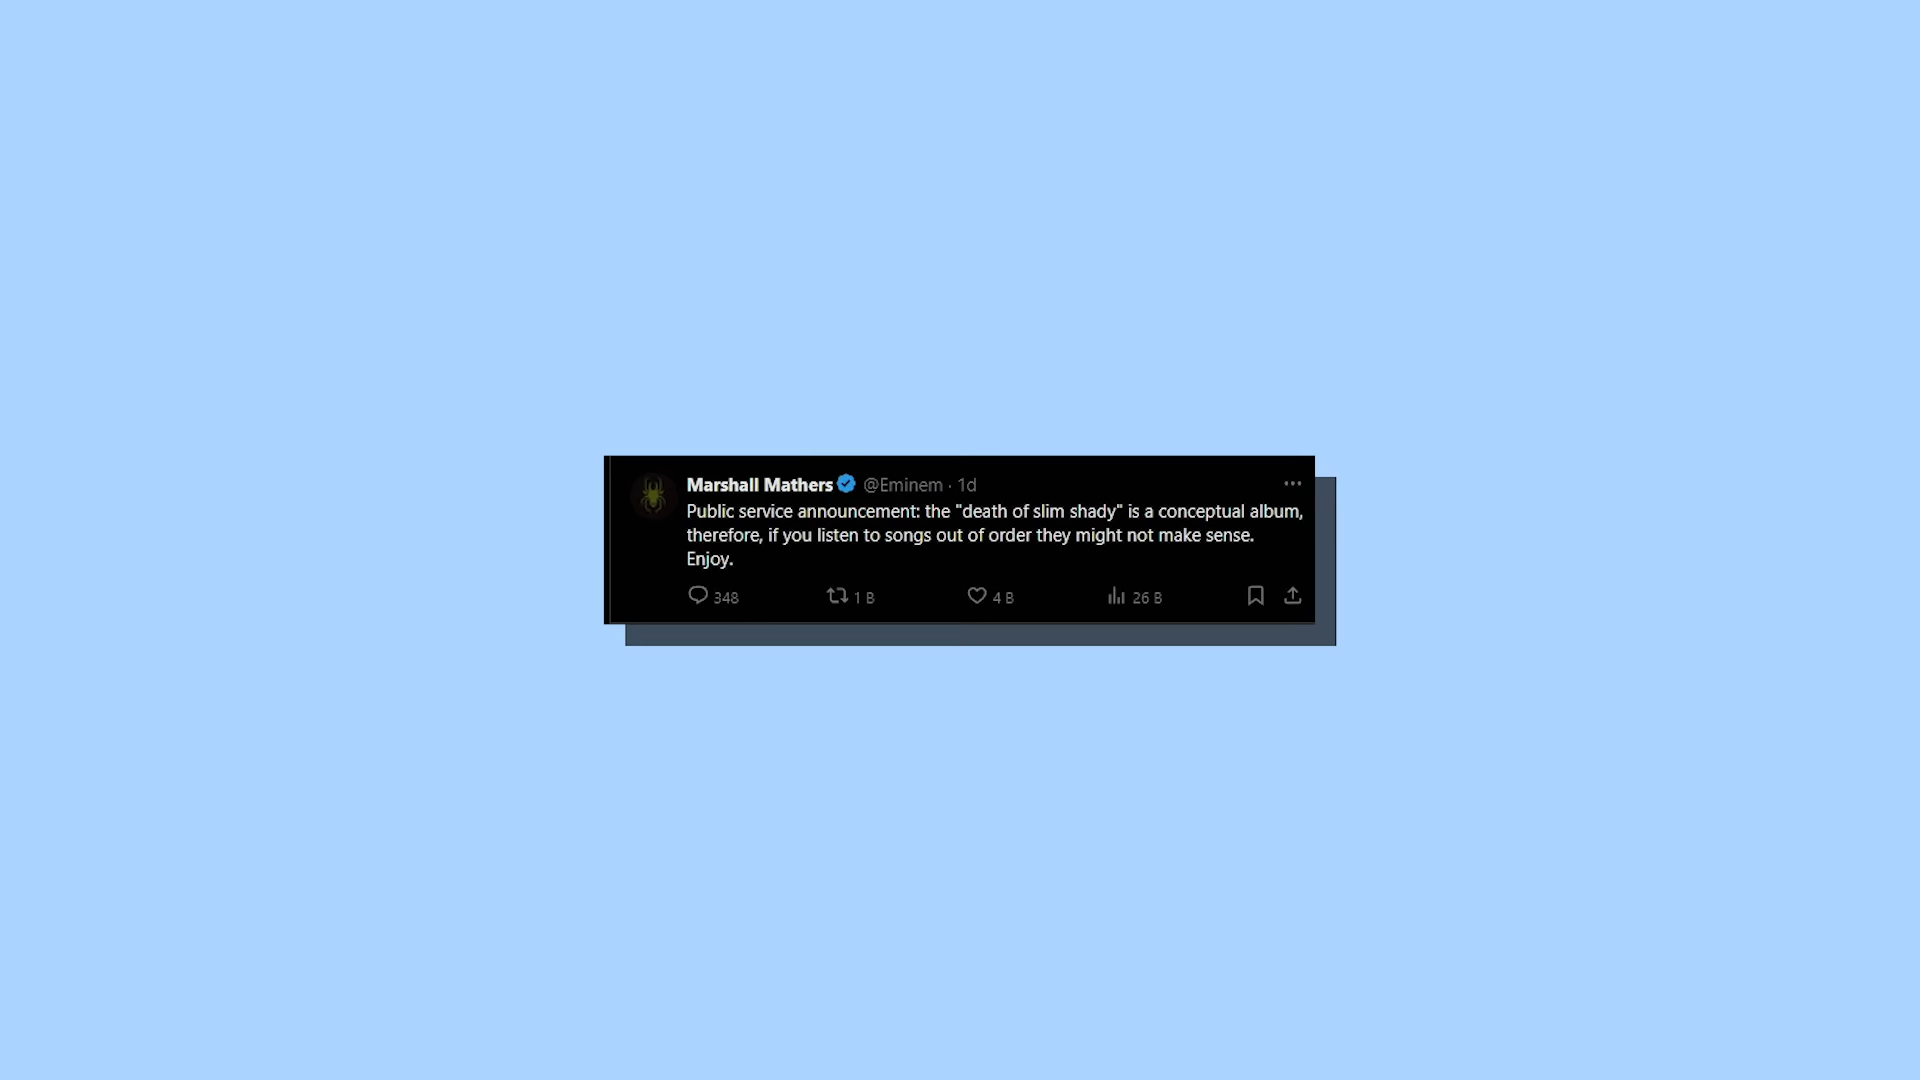 Marshall Mathers @Eminem · 1d
Public service announcement: the "death of slim shady" is a conceptual album,
therefore, if you listen to songs out of order they might not make sense.
Enjoy.
348 1 B 4 B 26 B